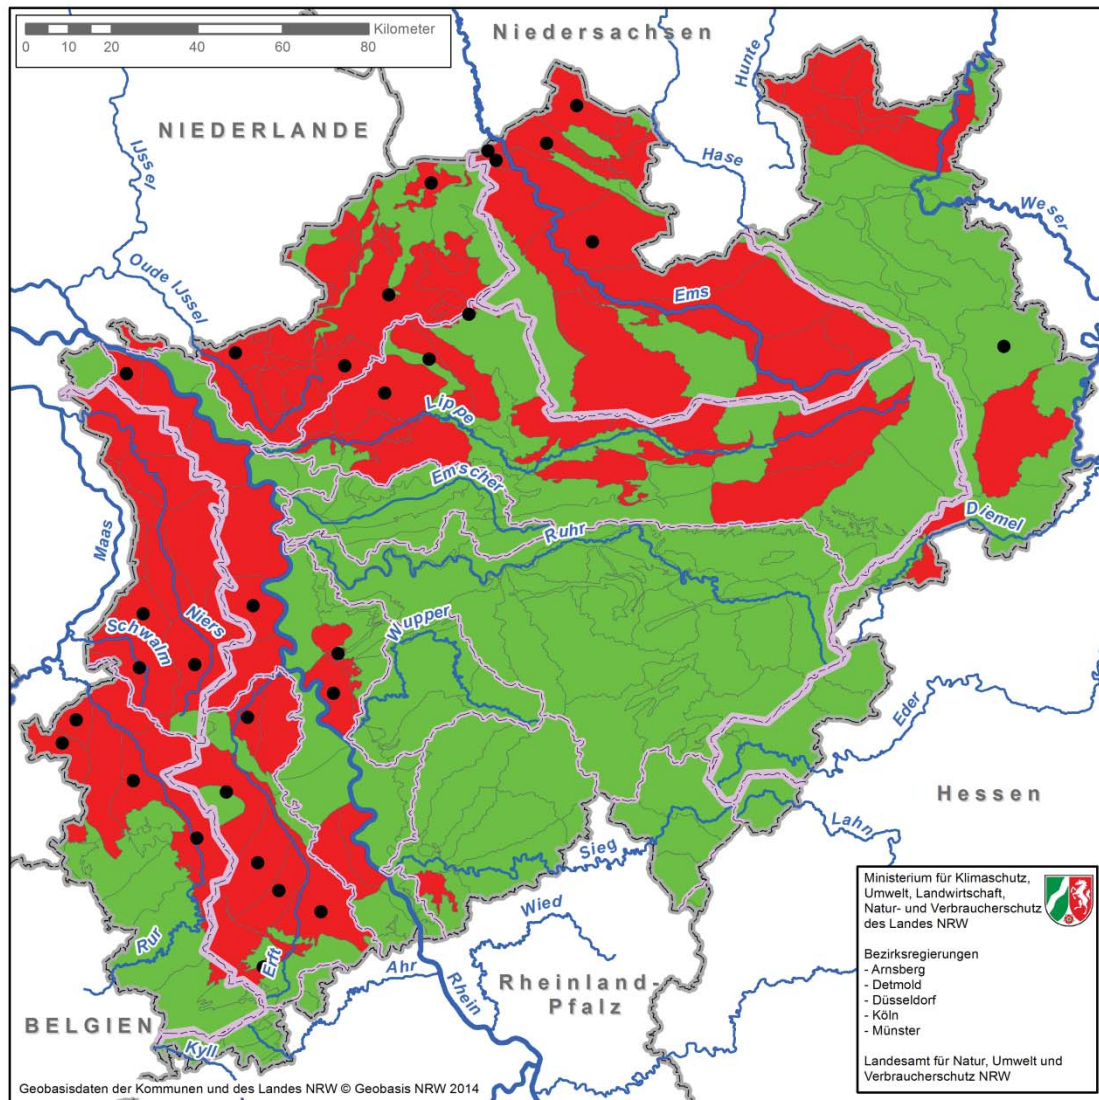 Kilometer
0 10 20 40 60 80
Niedersachsen
NIEDERLANDE
IJssel
Hunte
Hase
Weser
Oude IJssel
Ems
Lippe
Emscher
Ruhr
Diemel
Maas
Niers
Schwalm
Wupper
Eder
Hessen
Lahn
Sieg
Wied
Rur
Erft
Ahr
Rhein
Rheinland-
Pfalz
BELGIEN
Kyll
Ministerium für Klimaschutz,
Umwelt, Landwirtschaft,
Natur- und Verbraucherschutz
des Landes NRW
Bezirksregierungen
- Arnsberg
- Detmold
- Düsseldorf
- Köln
- Münster
Landesamt für Natur, Umwelt und
Verbraucherschutz NRW
Geobasisdaten der Kommunen und des Landes NRW © Geobasis NRW 2014